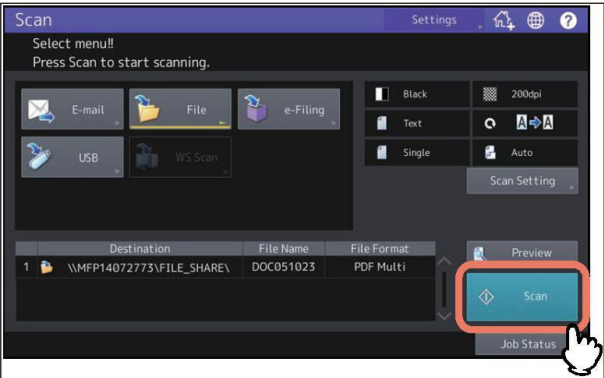 Scan
Settings
?
Select menu!!
Press Scan to start scanning.
E-mail
File
e-Filing
USB
WS Scan
Black
200dpi
Text
A A
Single
Auto
Scan Setting
Destination File Name File Format
1 \\MFP14072773\FILE_SHARE\ DOC051023 PDF Multi
Preview
Scan
Job Status